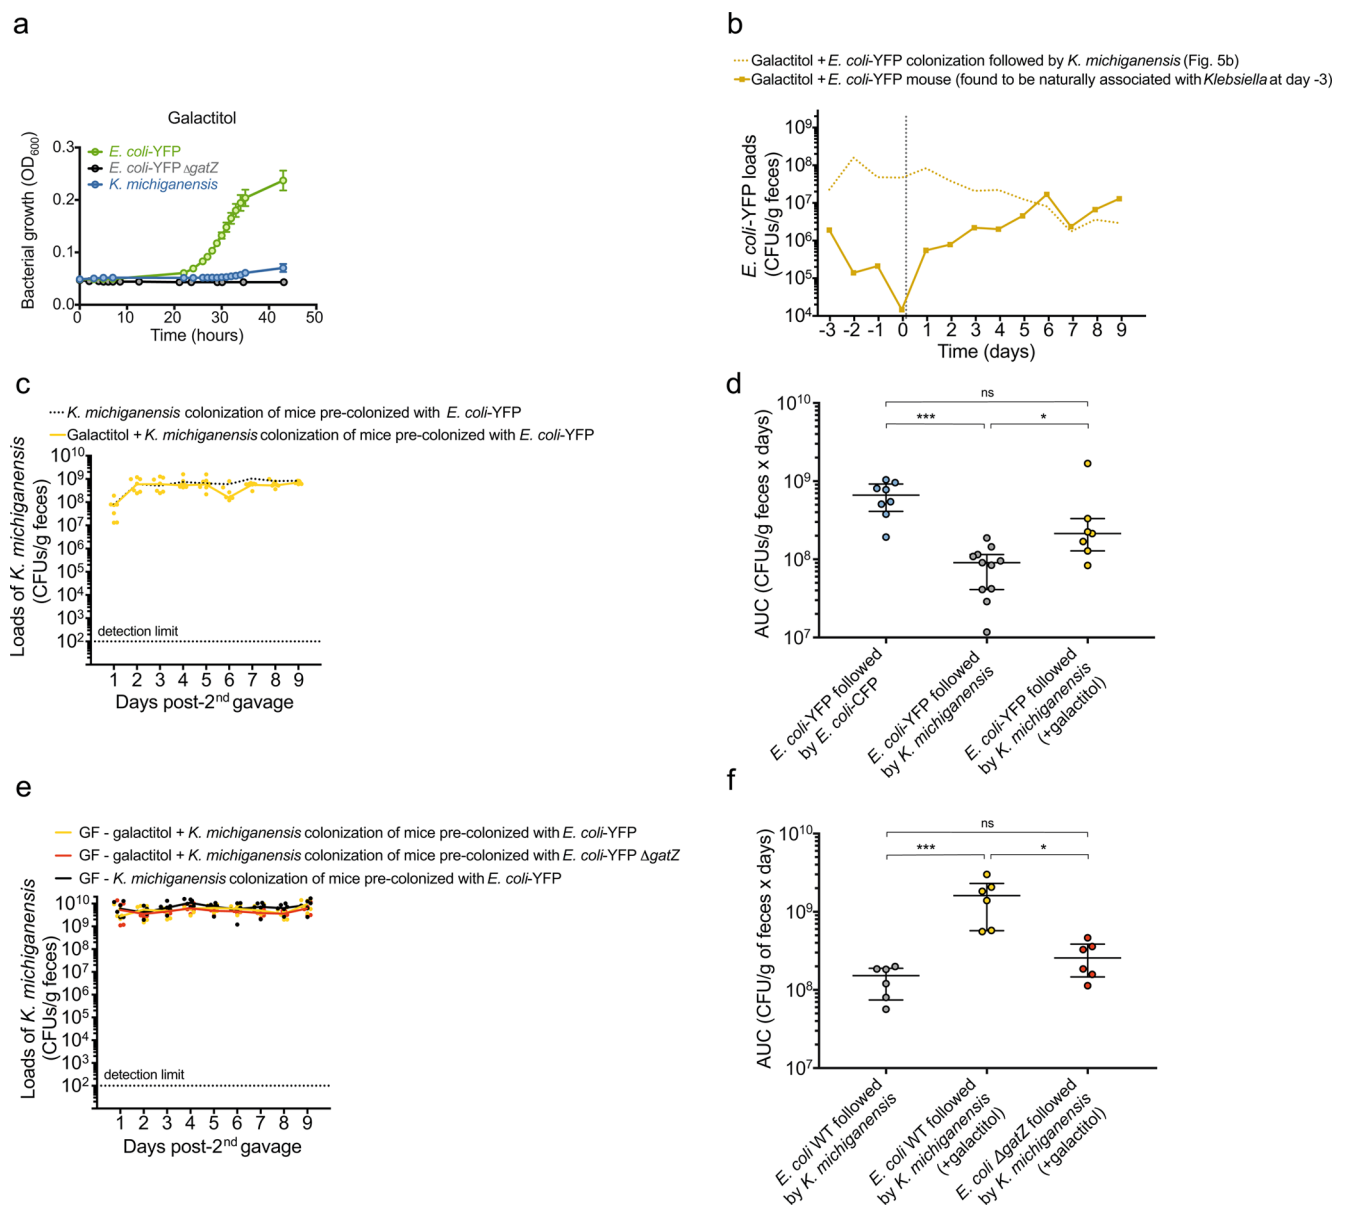 a
Galactitol
E. coli-YFP
E. coli-YFP ΔgatZ
K. michiganensis
Bacterial growth (OD600)
0.3
0.2
0.1
0.0
0 10 20 30 40 50
Time (hours)
b
Galactitol + E. coli-YFP colonization followed by K. michiganensis (Fig. 5b)
Galactitol + E. coli-YFP mouse (found to be naturally associated with Klebsiella at day -3)
E. coli-YFP loads
(CFUs/g feces)
10^9
10^8
10^7
10^6
10^5
10^4
-3 -2 -1 0 1 2 3 4 5 6 7 8 9
Time (days)
c
K. michiganensis colonization of mice pre-colonized with E. coli-YFP
Galactitol + K. michiganensis colonization of mice pre-colonized with E. coli-YFP
Loads of K. michiganensis
(CFUs/g feces)
10^10
10^9
10^8
10^7
10^6
10^5
10^4
10^3
10^2
detection limit
1 2 3 4 5 6 7 8 9
Days post-2nd gavage
d
ns
*** *
AUC (CFUs/g feces x days)
10^10
10^9
10^8
10^7
E. coli-YFP followed
by E. coli-CFP
E. coli-YFP followed
by K. michiganensis
E. coli-YFP followed
by K. michiganensis
(+galactitol)
e
GF - galactitol + K. michiganensis colonization of mice pre-colonized with E. coli-YFP
GF - galactitol + K. michiganensis colonization of mice pre-colonized with E. coli-YFP ΔgatZ
GF - K. michiganensis colonization of mice pre-colonized with E. coli-YFP
Loads of K. michiganensis
(CFUs/g feces)
10^10
10^9
10^8
10^7
10^6
10^5
10^4
10^3
10^2
detection limit
1 2 3 4 5 6 7 8 9
Days post-2nd gavage
f
ns
*** *
AUC (CFU/g of feces x days)
10^10
10^9
10^8
10^7
E. coli WT followed
by K. michiganensis
E. coli WT followed
by K. michiganensis
(+galactitol)
E. coli ΔgatZ followed
by K. michiganensis
(+galactitol)